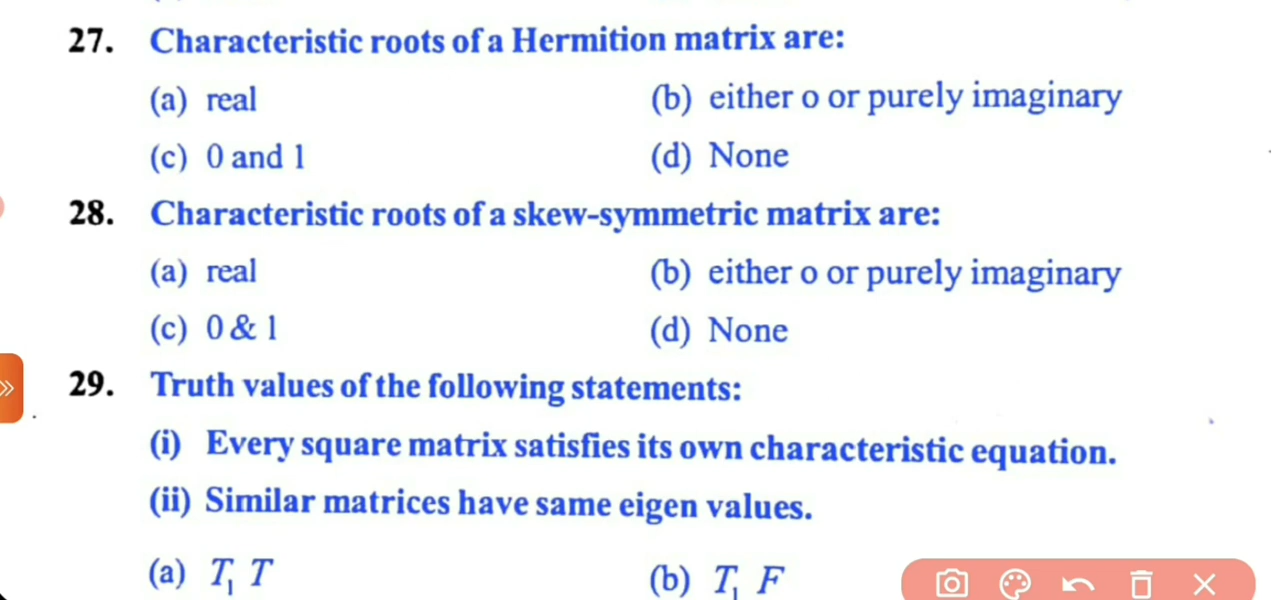 27. Characteristic roots of a Hermition matrix are:
(a) real (b) either o or purely imaginary
(c) 0 and 1 (d) None
28. Characteristic roots of a skew-symmetric matrix are:
(a) real (b) either o or purely imaginary
(c) 0 & 1 (d) None
29. Truth values of the following statements:
(i) Every square matrix satisfies its own characteristic equation.
(ii) Similar matrices have same eigen values.
(a) T, T (b) T, F